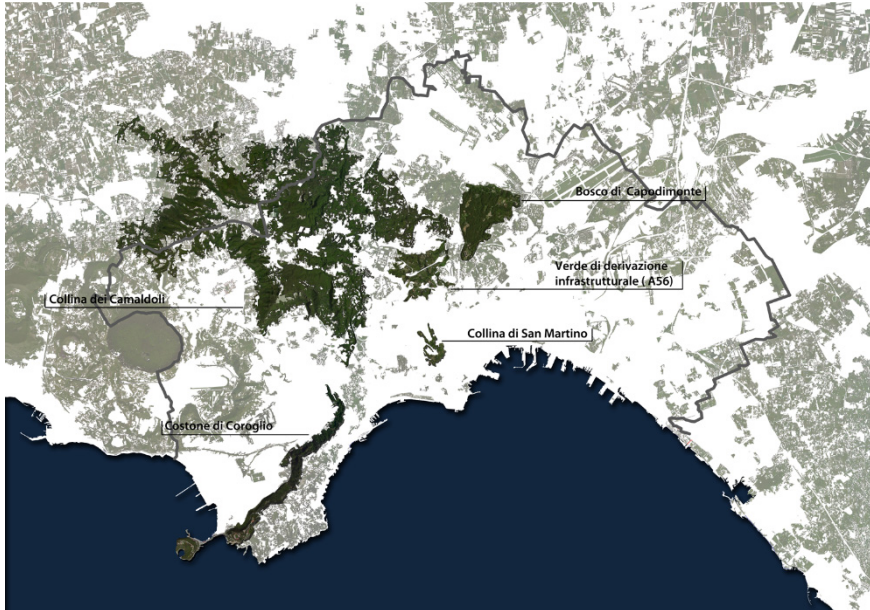 Bosco di Capodimonte
Verde di derivazione
infrastrutturale ( A56)
Collina dei Camaldoli
Collina di San Martino
Costone di Coroglio